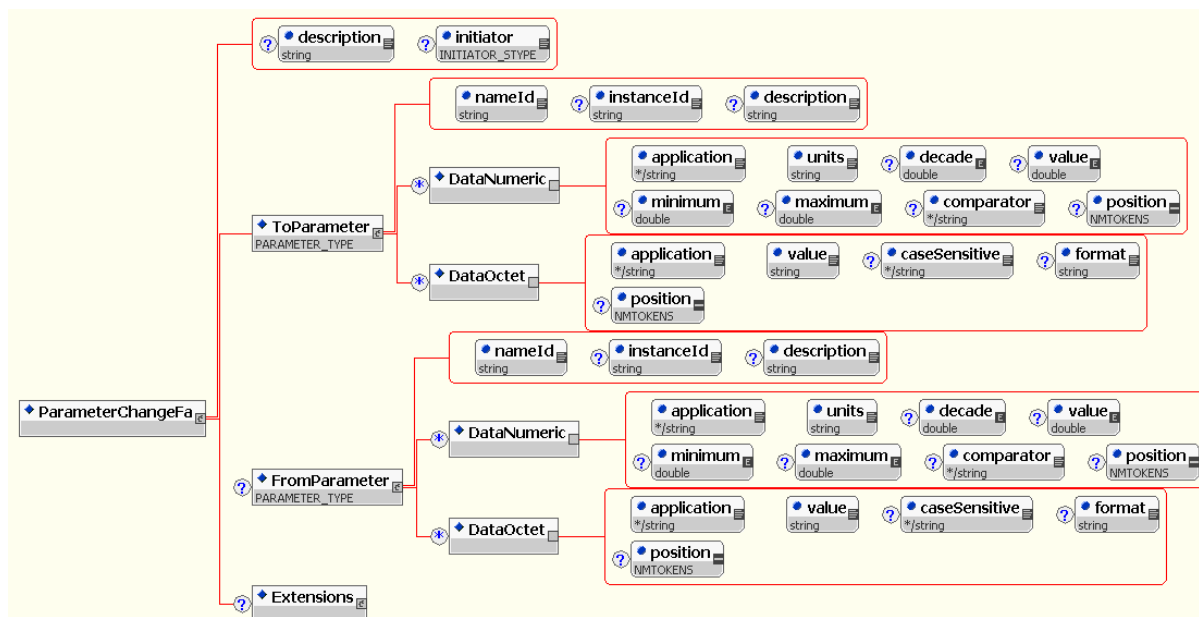 ? description string ? initiator INITIATOR_STYPE
nameId string ? instanceId string ? description string
* DataNumeric
application */string units string ? decade double ? value double
? minimum double ? maximum double ? comparator */string ? position NMTOKENS
ToParameter PARAMETER_TYPE
* DataOctet
application */string value string ? caseSensitive */string ? format string
? position NMTOKENS
ParameterChangeFa
nameId string ? instanceId string ? description string
* DataNumeric
application */string units string ? decade double ? value double
? minimum double ? maximum double ? comparator */string ? position NMTOKENS
? FromParameter PARAMETER_TYPE
* DataOctet
application */string value string ? caseSensitive */string ? format string
? position NMTOKENS
? Extensions